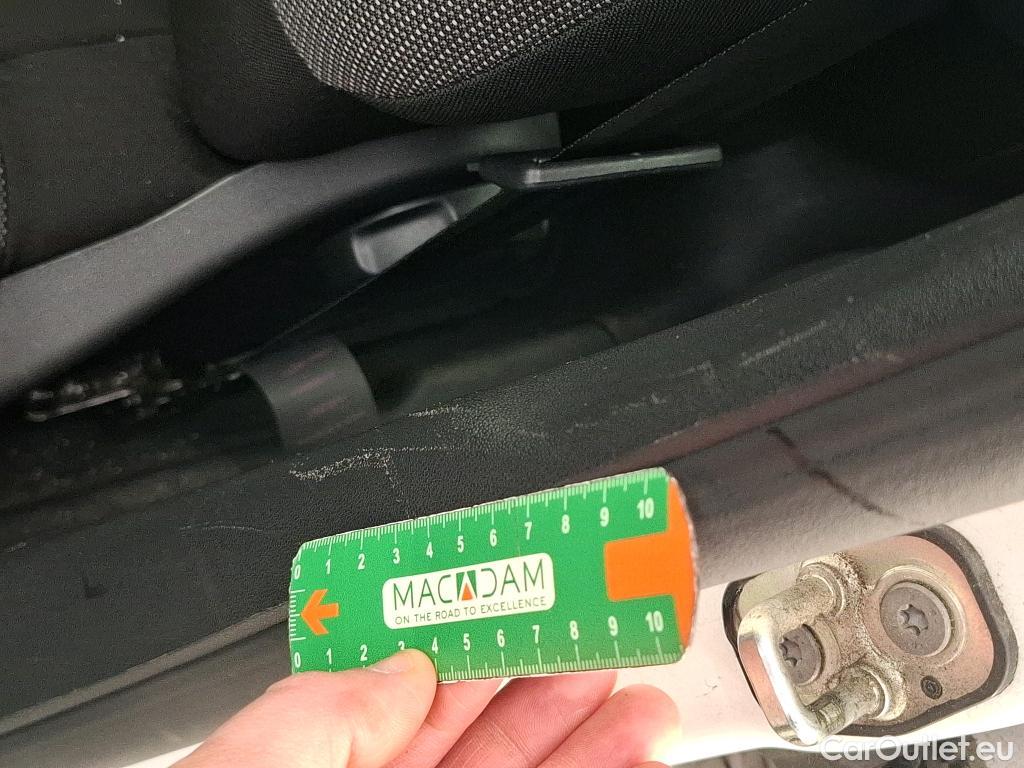 0 1 2 3 4 5 6 7 8 9 10
MACADAM
ON THE ROAD TO EXCELLENCE
0 1 2 3 4 5 6 7 8 9 10
CarOutlet.eu